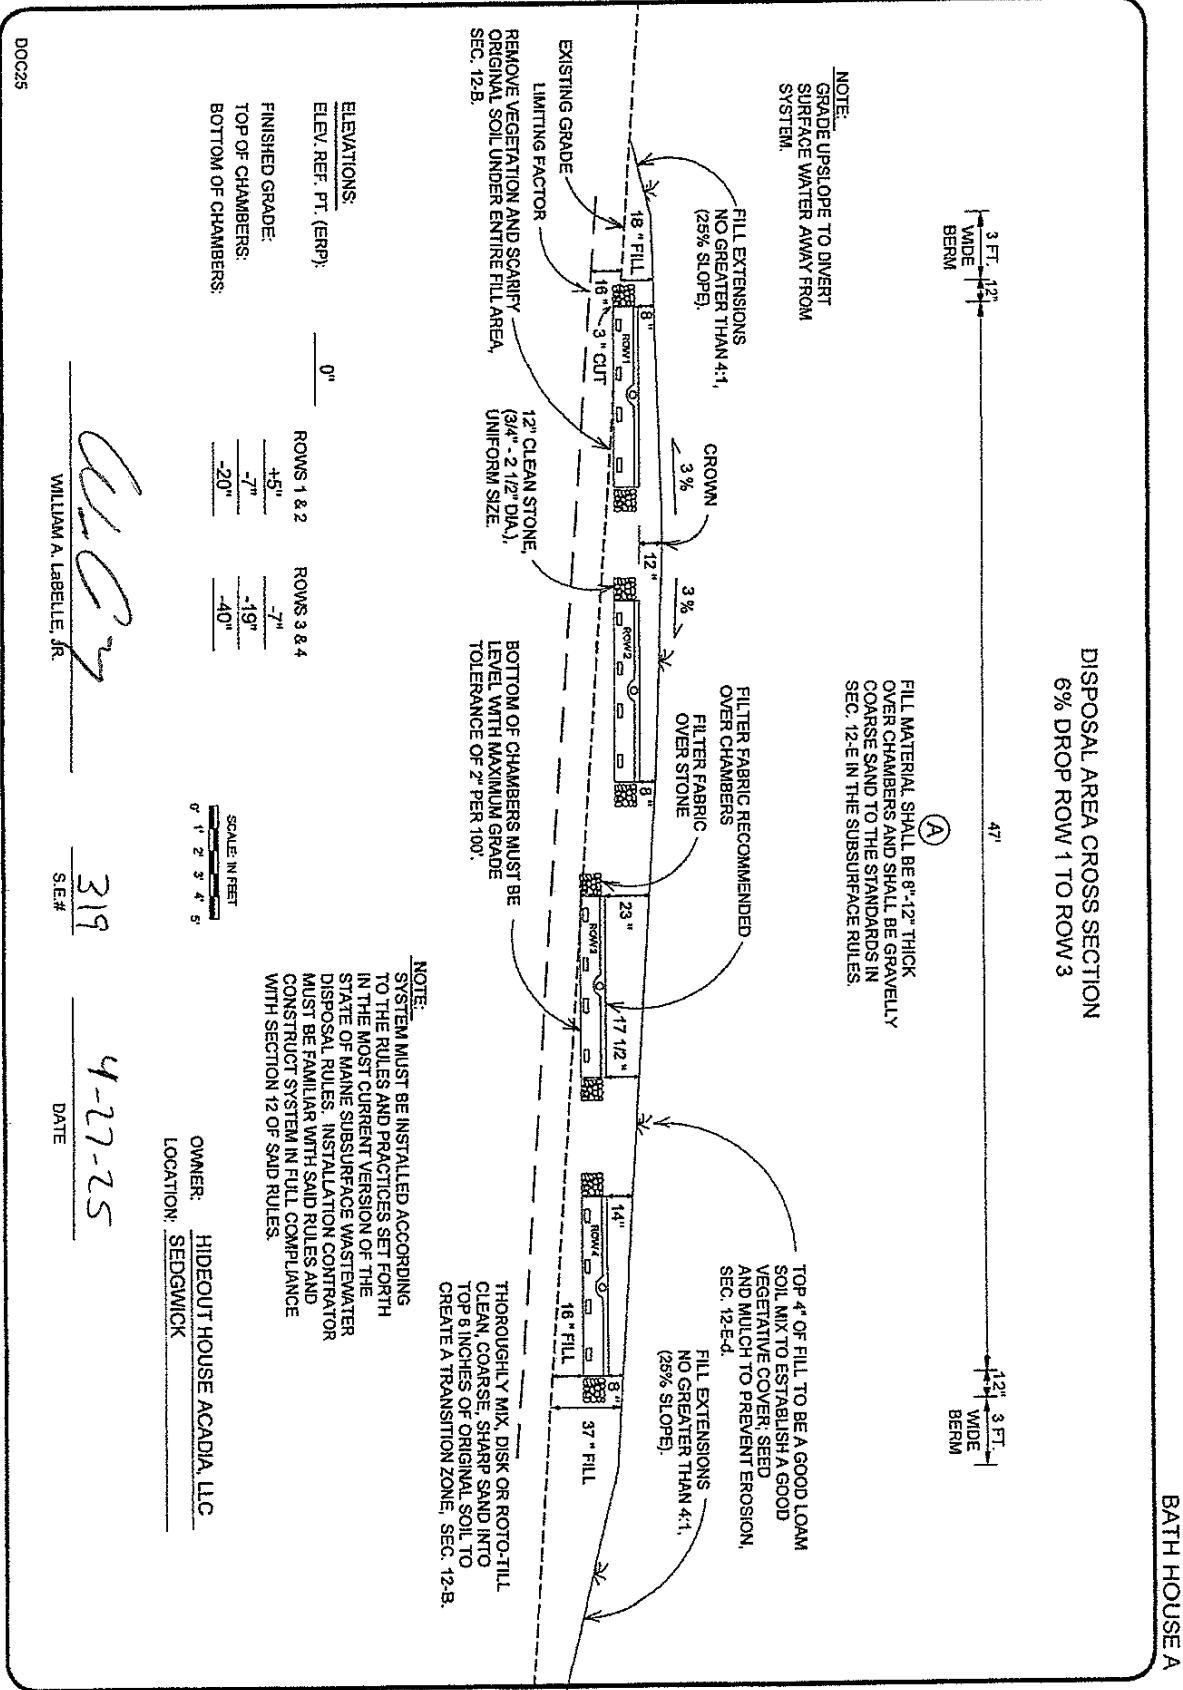 BATH HOUSE A
DISPOSAL AREA CROSS SECTION
6% DROP ROW 1 TO ROW 3
3 FT.
WIDE
BERM
12"
47'
12"
3 FT.
WIDE
BERM
A
FILL MATERIAL SHALL BE 8"-12" THICK
OVER CHAMBERS AND SHALL BE GRAVELLY
COARSE SAND TO THE STANDARDS IN
SEC. 12-E IN THE SUBSURFACE RULES.
NOTE:
GRADE UPSLOPE TO DIVERT
SURFACE WATER AWAY FROM
SYSTEM.
FILL EXTENSIONS
NO GREATER THAN 4:1,
(25% SLOPE).
CROWN
3 %
3 %
FILTER FABRIC RECOMMENDED
OVER CHAMBERS
FILTER FABRIC
OVER STONE
TOP 4" OF FILL TO BE A GOOD LOAM
SOIL MIX TO ESTABLISH A GOOD
VEGETATIVE COVER; SEED
AND MULCH TO PREVENT EROSION,
SEC. 12-E-d.
FILL EXTENSIONS
NO GREATER THAN 4:1,
(25% SLOPE).
18 " FILL
8 "
12 "
8 "
23 "
17 1/2 "
14"
8 "
37 " FILL
ROW1
ROW2
ROW3
ROW4
16 "
3 " CUT
16 " FILL
EXISTING GRADE
LIMITING FACTOR
REMOVE VEGETATION AND SCARIFY
ORIGINAL SOIL UNDER ENTIRE FILL AREA,
SEC. 12-B.
12" CLEAN STONE,
(3/4" - 2 1/2" DIA.),
UNIFORM SIZE.
BOTTOM OF CHAMBERS MUST BE
LEVEL WITH MAXIMUM GRADE
TOLERANCE OF 2" PER 100'.
THOROUGHLY MIX, DISK OR ROTO-TILL
CLEAN, COARSE, SHARP SAND INTO
TOP 6 INCHES OF ORIGINAL SOIL TO
CREATE A TRANSITION ZONE, SEC. 12-B.
ELEVATIONS:
ELEV. REF. PT. (ERP): 0"
ROWS 1 & 2 ROWS 3 & 4
FINISHED GRADE: +5" -7"
TOP OF CHAMBERS: -7" -19"
BOTTOM OF CHAMBERS: -20" -40"
NOTE:
SYSTEM MUST BE INSTALLED ACCORDING
TO THE RULES AND PRACTICES SET FORTH
IN THE MOST CURRENT VERSION OF THE
STATE OF MAINE SUBSURFACE WASTEWATER
DISPOSAL RULES. INSTALLATION CONTRATOR
MUST BE FAMILIAR WITH SAID RULES AND
CONSTRUCT SYSTEM IN FULL COMPLIANCE
WITH SECTION 12 OF SAID RULES.
SCALE: IN FEET
0' 1' 2' 3' 4' 5'
OWNER: HIDEOUT HOUSE ACADIA, LLC
LOCATION: SEDGWICK
319
4-27-25
WILLIAM A. LaBELLE, JR.
S.E.#
DATE
DOC25